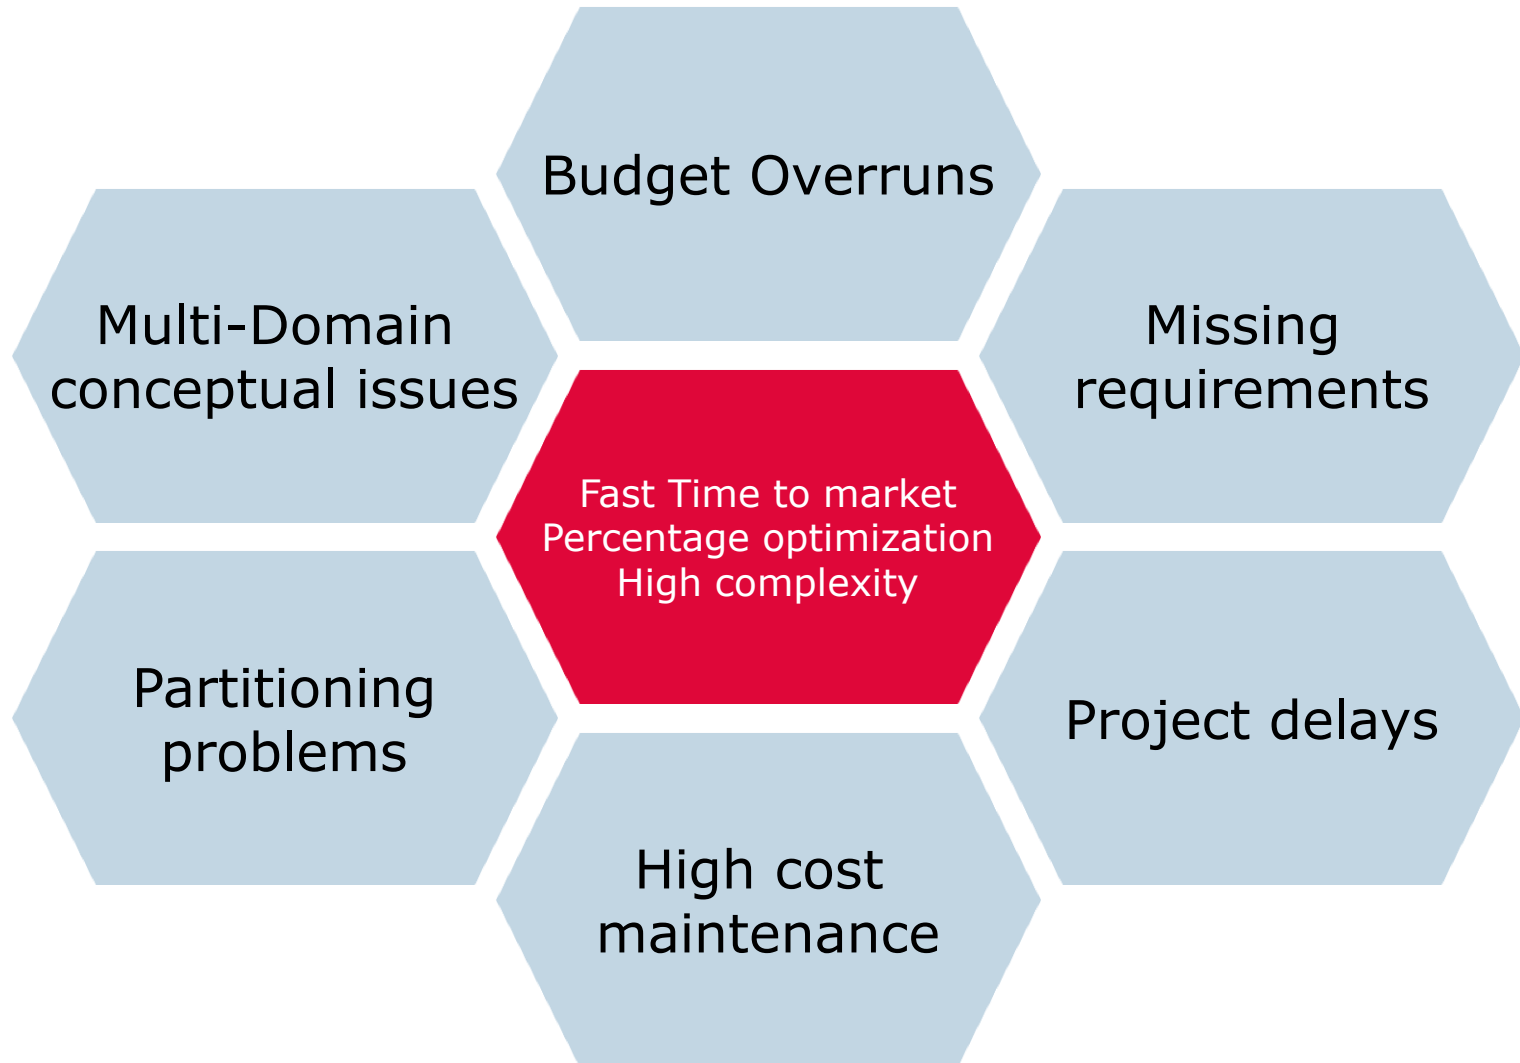 Budget Overruns
Multi-Domain
conceptual issues
Missing
requirements
Fast Time to market
Percentage optimization
High complexity
Partitioning
problems
Project delays
High cost
maintenance